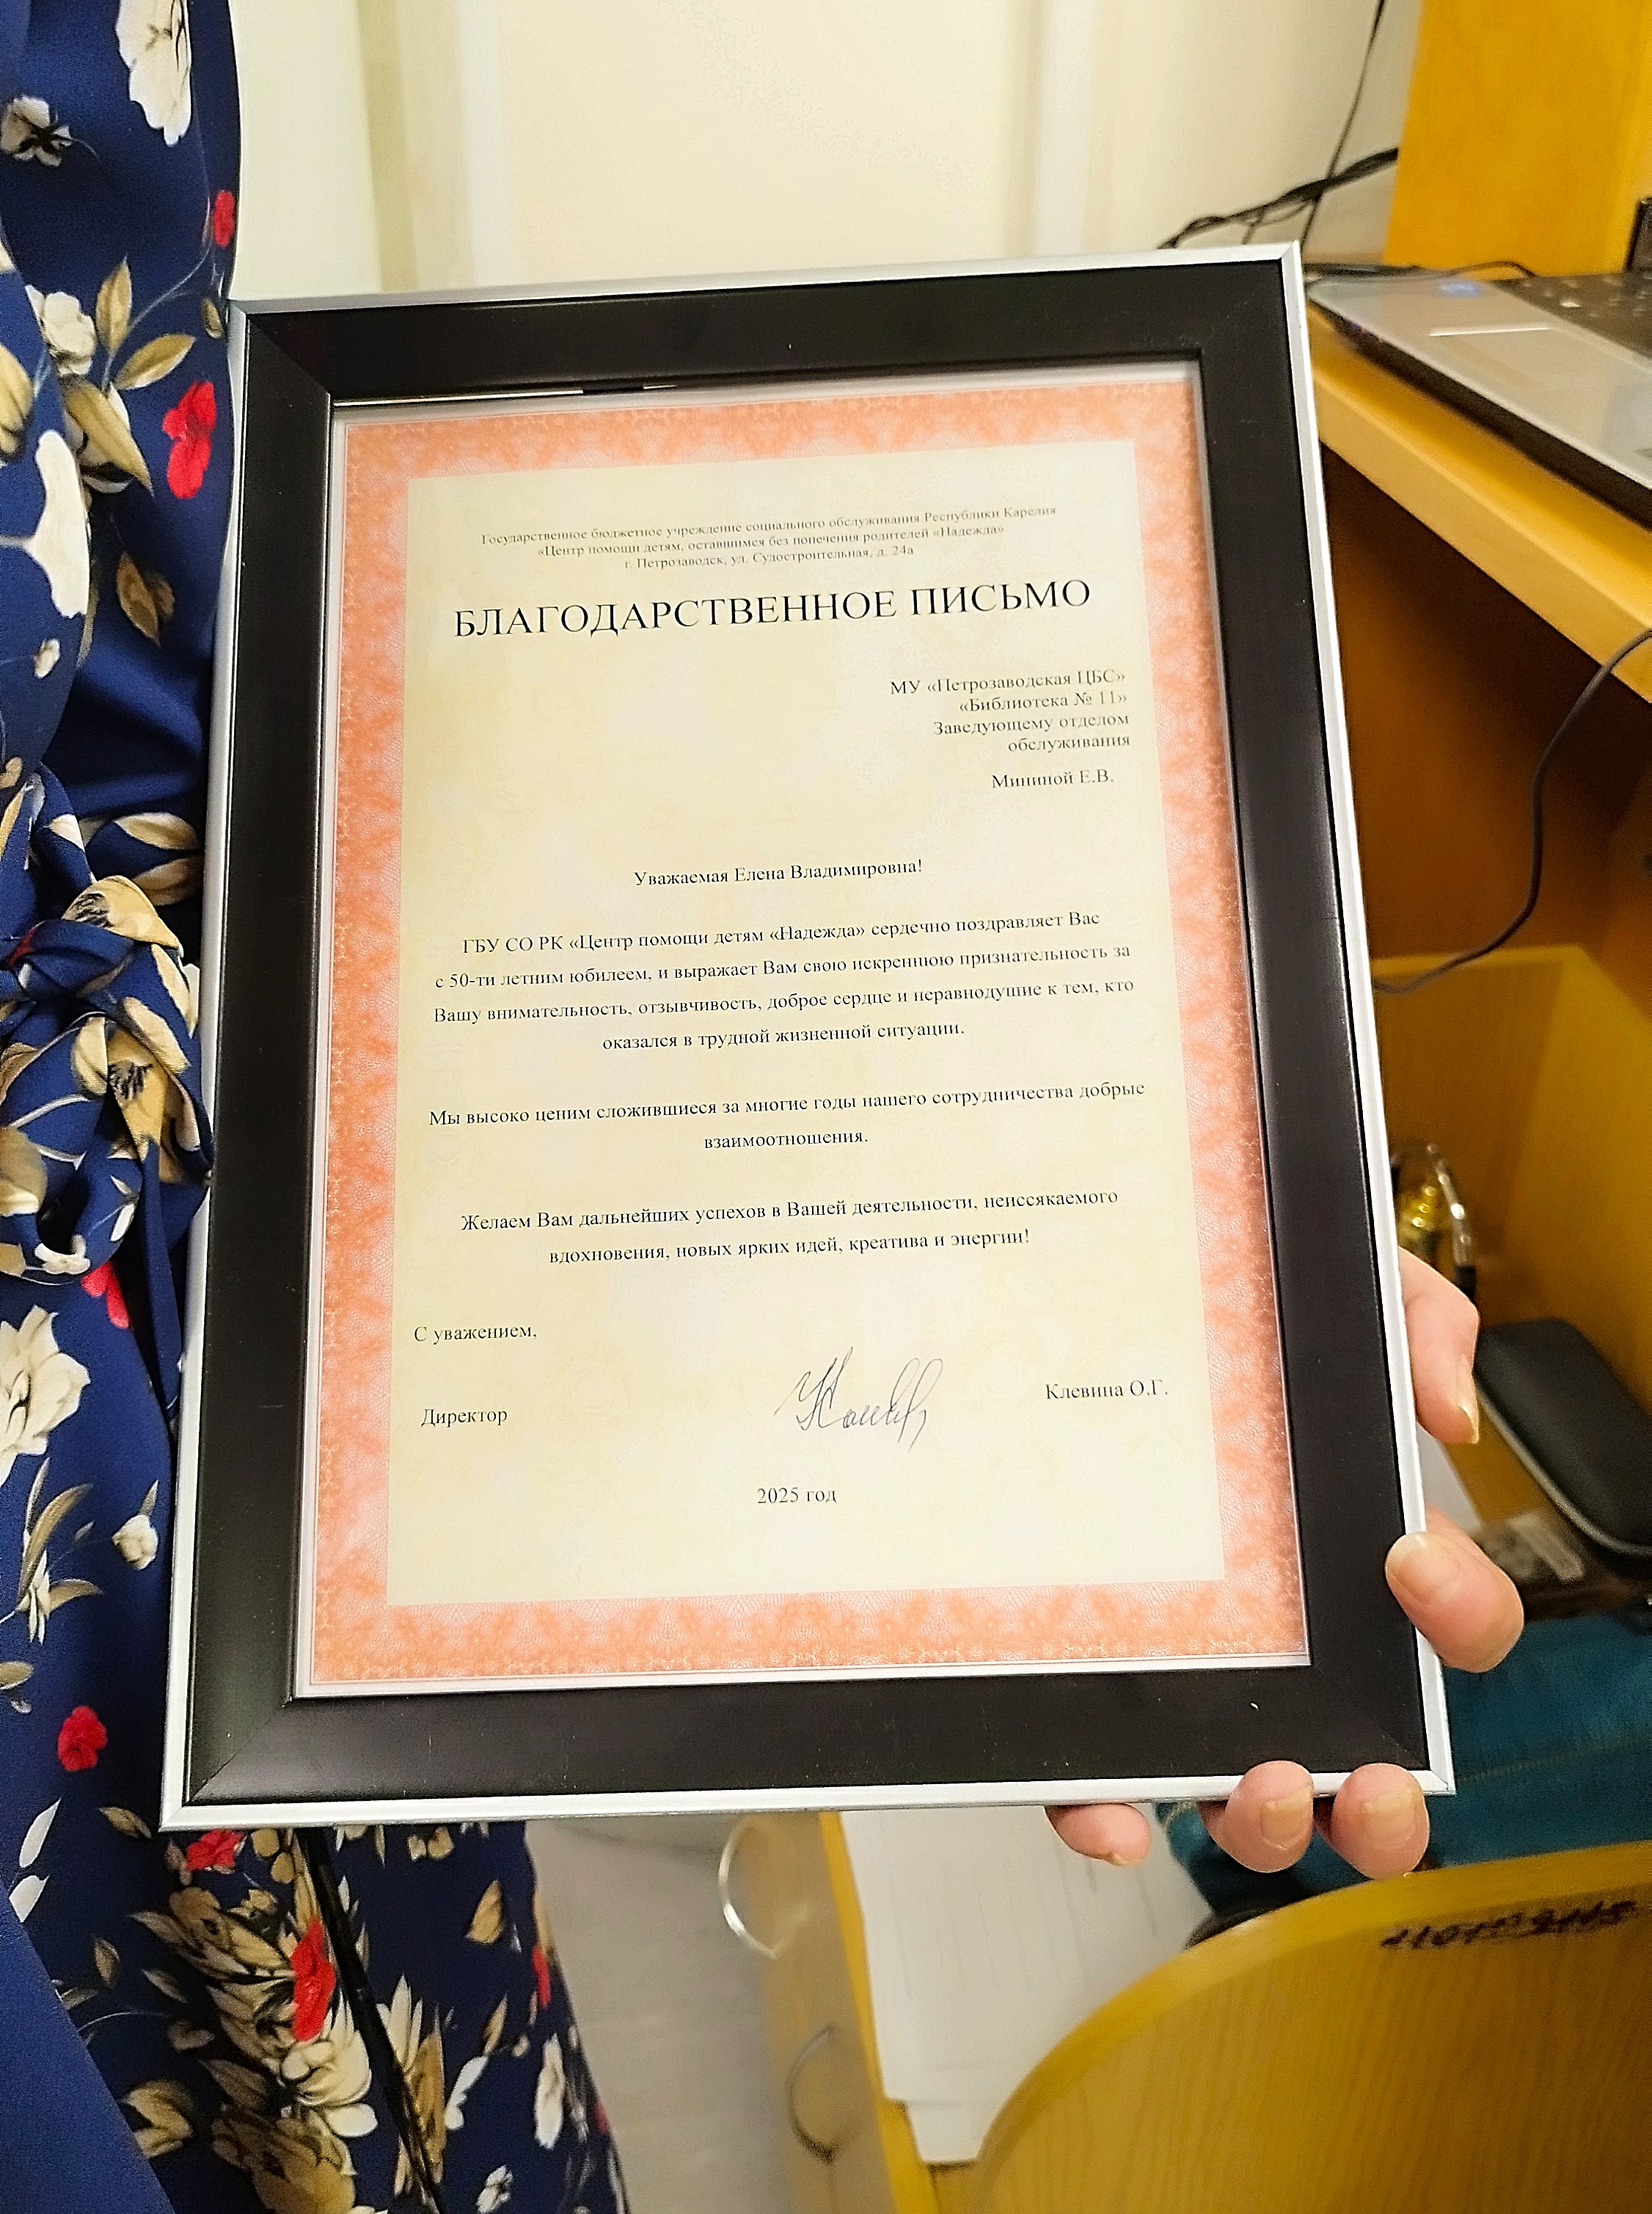 Государственное бюджетное учреждение социального обслуживания Республики Карелия
«Центр помощи детям, оставшимся без попечения родителей «Надежда»
г. Петрозаводск, ул. Судостроительная, д. 24а
БЛАГОДАРСТВЕННОЕ ПИСЬМО
МУ «Петрозаводская ЦБС»
«Библиотека № 11»
Заведующему отделом
обслуживания
Мининой Е.В.
Уважаемая Елена Владимировна!
ГБУ СО РК «Центр помощи детям «Надежда» сердечно поздравляет Вас
с 50-ти летним юбилеем, и выражает Вам свою искреннюю признательность за
Вашу внимательность, отзывчивость, доброе сердце и неравнодушие к тем, кто
оказался в трудной жизненной ситуации.
Мы высоко ценим сложившиеся за многие годы нашего сотрудничества добрые
взаимоотношения.
Желаем Вам дальнейших успехов в Вашей деятельности, неиссякаемого
вдохновения, новых ярких идей, креатива и энергии!
С уважением,
Директор
Клевина О.Г.
2025 год